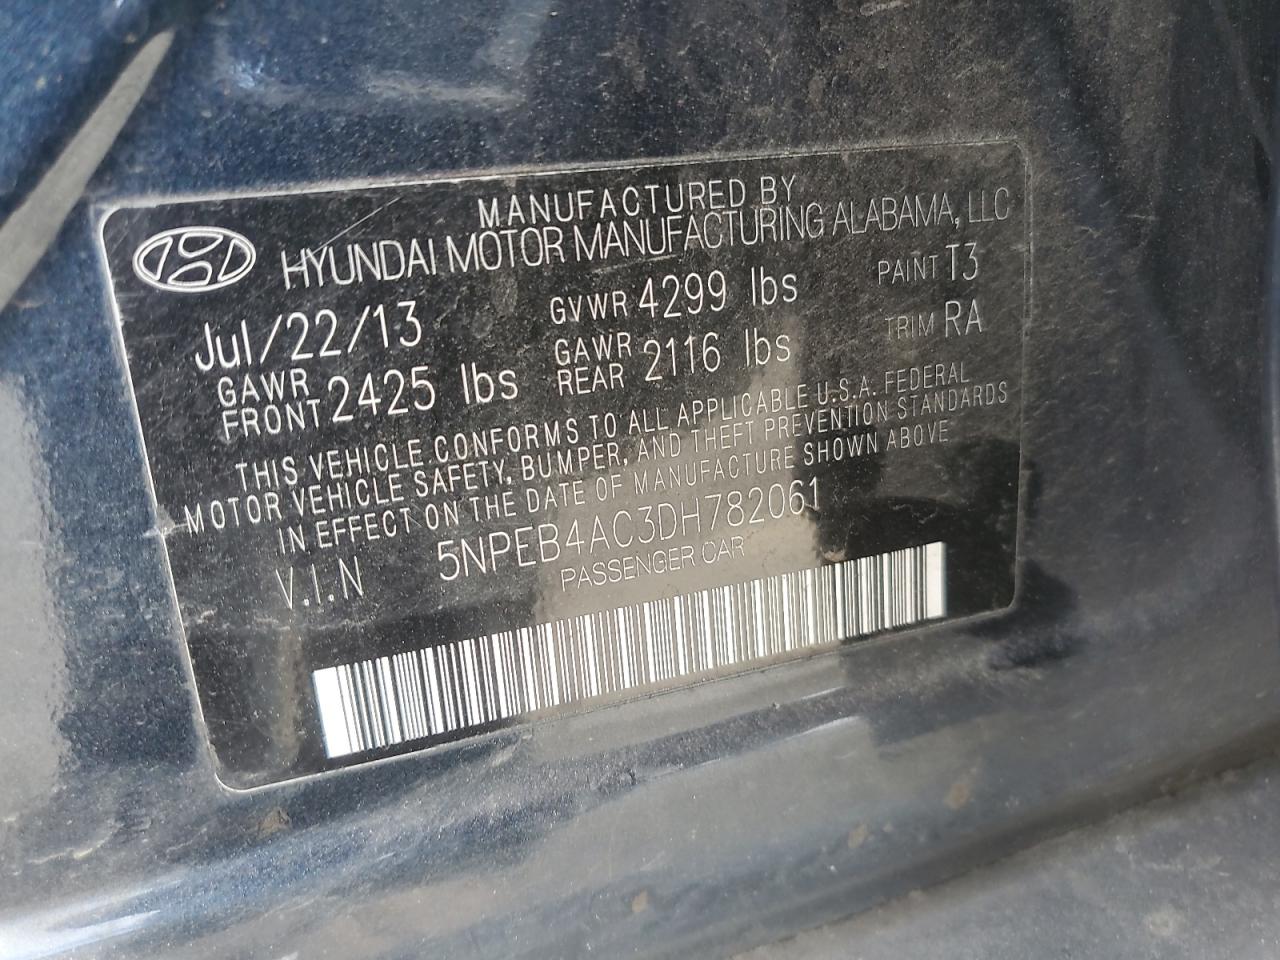 MANUFACTURED BY
HYUNDAI MOTOR MANUFACTURING ALABAMA, LLC
Jul/22/13 GVWR 4299 lbs PAINT T3
GAWR FRONT 2425 lbs GAWR REAR 2116 lbs TRIM RA
THIS VEHICLE CONFORMS TO ALL APPLICABLE U.S.A. FEDERAL
MOTOR VEHICLE SAFETY, BUMPER, AND THEFT PREVENTION STANDARDS
IN EFFECT ON THE DATE OF MANUFACTURE SHOWN ABOVE
V.I.N 5NPEB4AC3DH782061
PASSENGER CAR